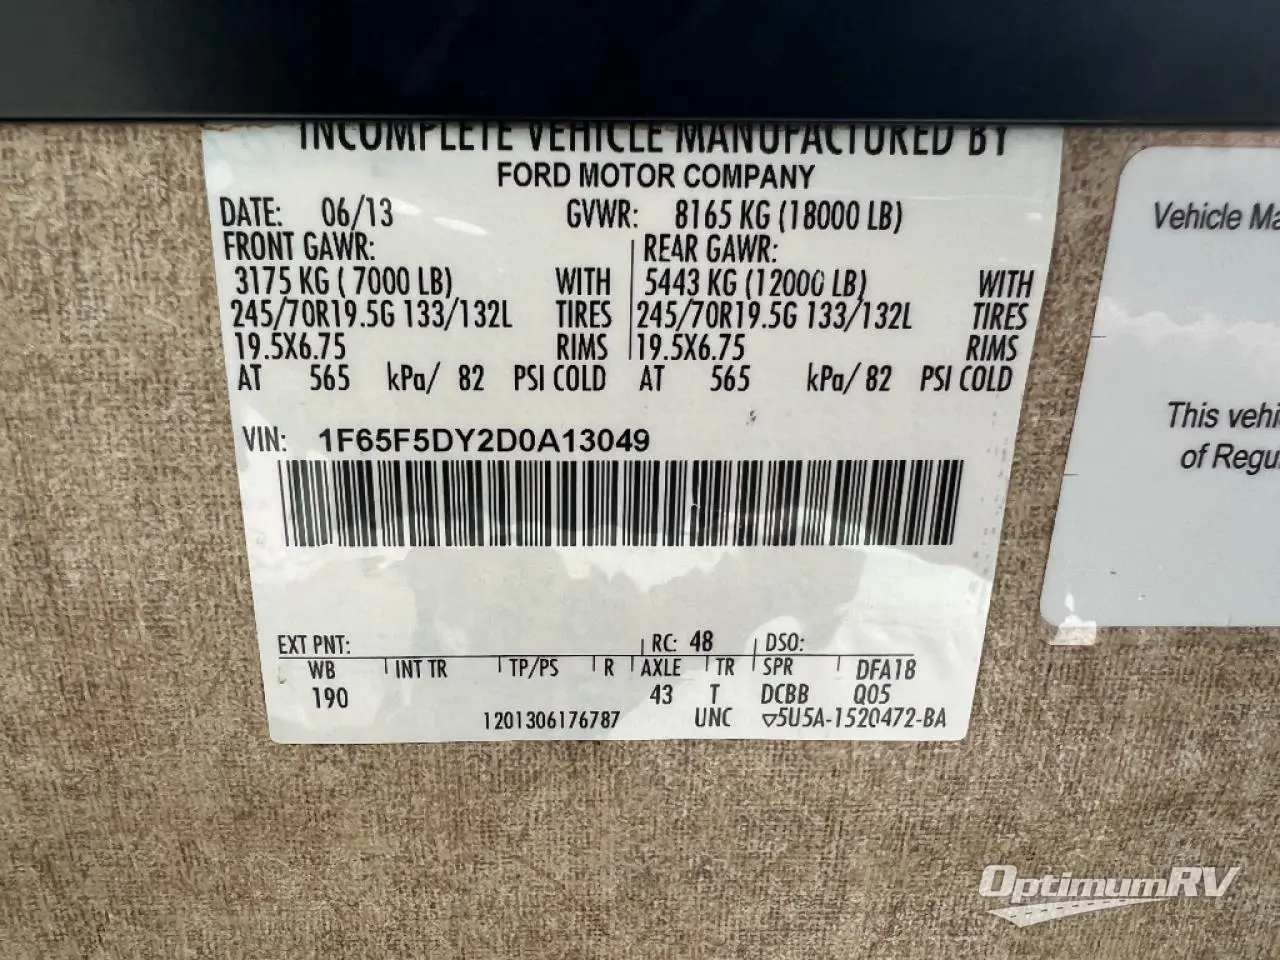 INCOMPLETE VEHICLE MANUFACTURED BY
FORD MOTOR COMPANY
DATE: 06/13 GVWR: 8165 KG (18000 LB)
FRONT GAWR: REAR GAWR:
3175 KG ( 7000 LB) WITH 5443 KG (12000 LB) WITH
245/70R19.5G 133/132L TIRES 245/70R19.5G 133/132L TIRES
19.5X6.75 RIMS 19.5X6.75 RIMS
AT 565 kPa/ 82 PSI COLD AT 565 kPa/ 82 PSI COLD
VIN: 1F65F5DY2D0A13049
EXT PNT: RC: 48 DSO:
WB INT TR TP/PS R AXLE TR SPR DFA18
190 43 T DCBB Q05
1201306176787 UNC ▽5U5A-1520472-BA
Vehicle Ma
This vehi
of Regu
OptimumRV